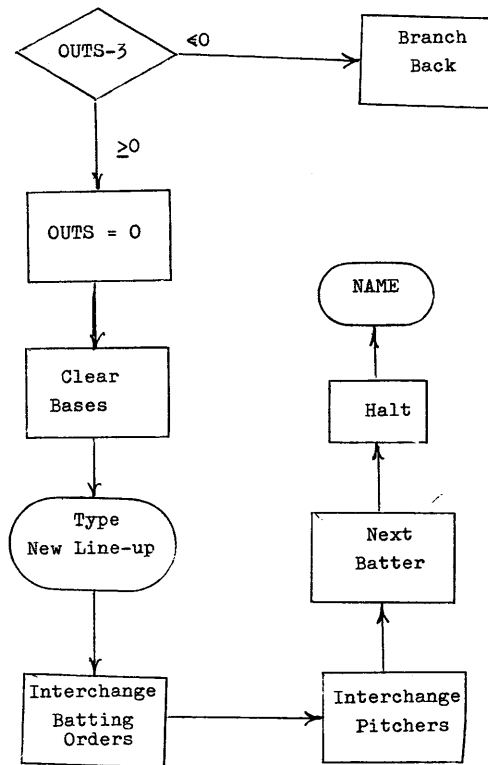 OUTS-3
≤0
Branch
Back
≥0
OUTS = 0
Clear
Bases
Type
New Line-up
Interchange
Batting
Orders
Interchange
Pitchers
Next
Batter
Halt
NAME